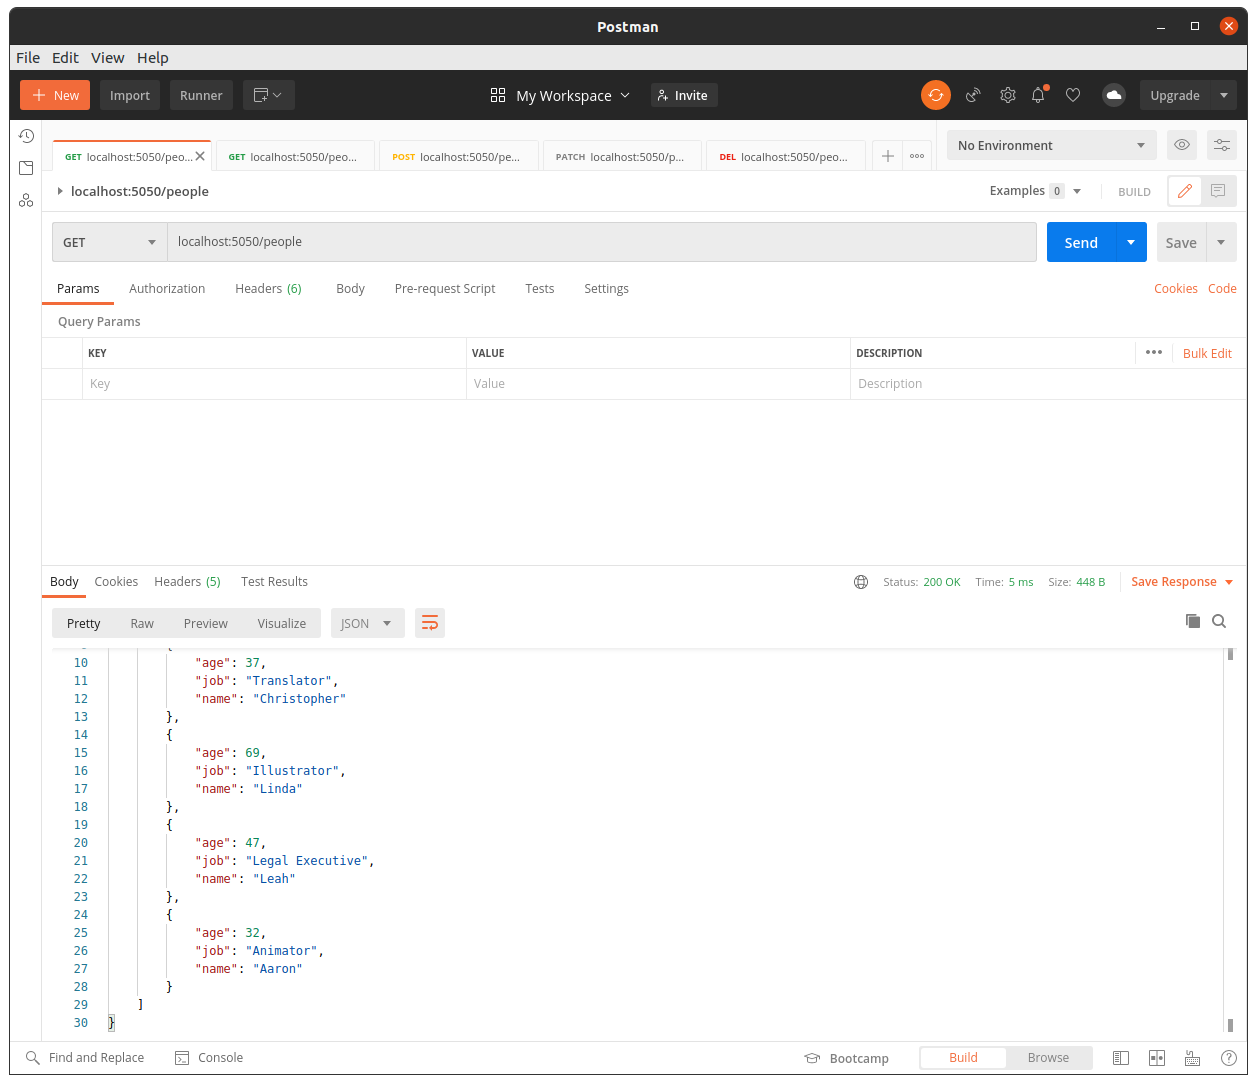 Postman
File Edit View Help
New Import Runner My Workspace Invite Upgrade
GET localhost:5050/peo... GET localhost:5050/peo... POST localhost:5050/pe... PATCH localhost:5050/p... DEL localhost:5050/peo... No Environment
localhost:5050/people Examples 0 BUILD
GET localhost:5050/people Send Save
Params Authorization Headers (6) Body Pre-request Script Tests Settings Cookies Code
Query Params
KEY VALUE DESCRIPTION ••• Bulk Edit
Key Value Description
Body Cookies Headers (5) Test Results Status: 200 OK Time: 5 ms Size: 448 B Save Response
Pretty Raw Preview Visualize JSON
10 "age": 37,
11 "job": "Translator",
12 "name": "Christopher"
13 },
14 {
15 "age": 69,
16 "job": "Illustrator",
17 "name": "Linda"
18 },
19 {
20 "age": 47,
21 "job": "Legal Executive",
22 "name": "Leah"
23 },
24 {
25 "age": 32,
26 "job": "Animator",
27 "name": "Aaron"
28 }
29 ]
30 }
Find and Replace Console Bootcamp Build Browse